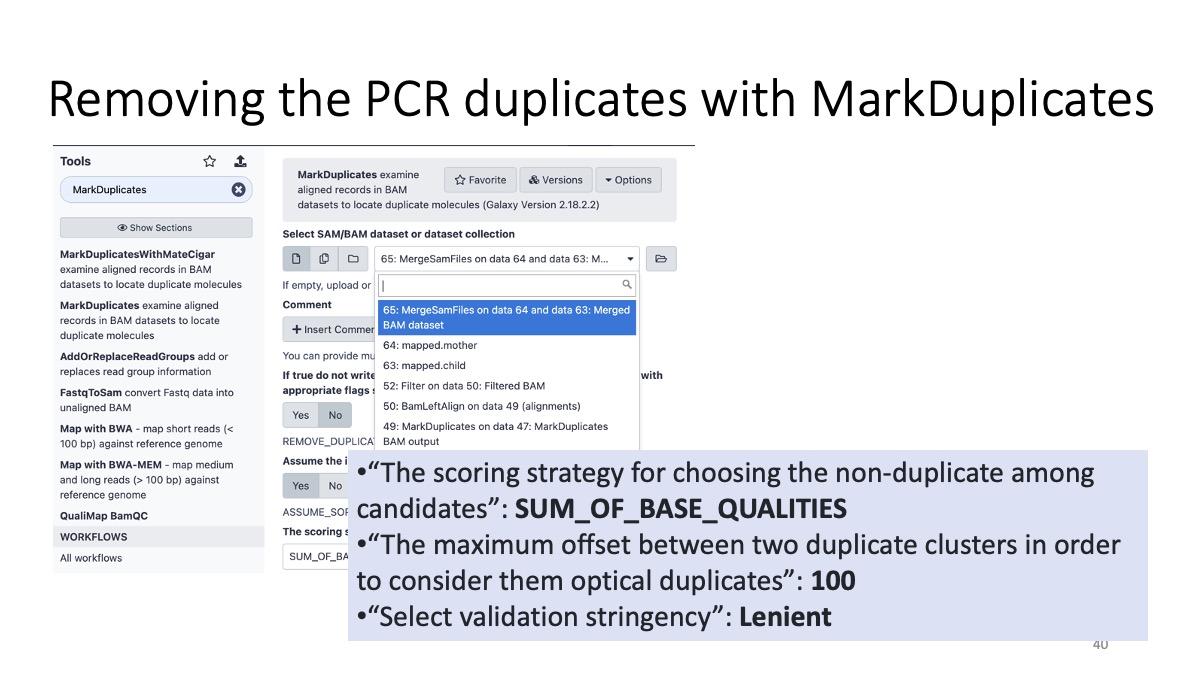 Removing the PCR duplicates with MarkDuplicates
Tools
MarkDuplicates
Show Sections
MarkDuplicatesWithMateCigar
examine aligned records in BAM
datasets to locate duplicate molecules
MarkDuplicates examine aligned
records in BAM datasets to locate
duplicate molecules
AddOrReplaceReadGroups add or
replaces read group information
FastqToSam convert Fastq data into
unaligned BAM
Map with BWA - map short reads (<
100 bp) against reference genome
Map with BWA-MEM - map medium
and long reads (> 100 bp) against
reference genome
QualiMap BamQC
WORKFLOWS
All workflows
MarkDuplicates examine
aligned records in BAM
datasets to locate duplicate molecules (Galaxy Version 2.18.2.2)
Favorite
Versions
Options
Select SAM/BAM dataset or dataset collection
65: MergeSamFiles on data 64 and data 63: M...
If empty, upload or
65: MergeSamFiles on data 64 and data 63: Merged
BAM dataset
64: mapped.mother
63: mapped.child
52: Filter on data 50: Filtered BAM
50: BamLeftAlign on data 49 (alignments)
49: MarkDuplicates on data 47: MarkDuplicates
BAM output
Comment
Insert Commen
You can provide mu
If true do not write with
appropriate flags s
Yes No
REMOVE_DUPLICA
Assume the i
Yes No
ASSUME_SOR
The scoring s
SUM_OF_BA
•“The scoring strategy for choosing the non-duplicate among
candidates”: SUM_OF_BASE_QUALITIES
•“The maximum offset between two duplicate clusters in order
to consider them optical duplicates”: 100
•“Select validation stringency”: Lenient
40